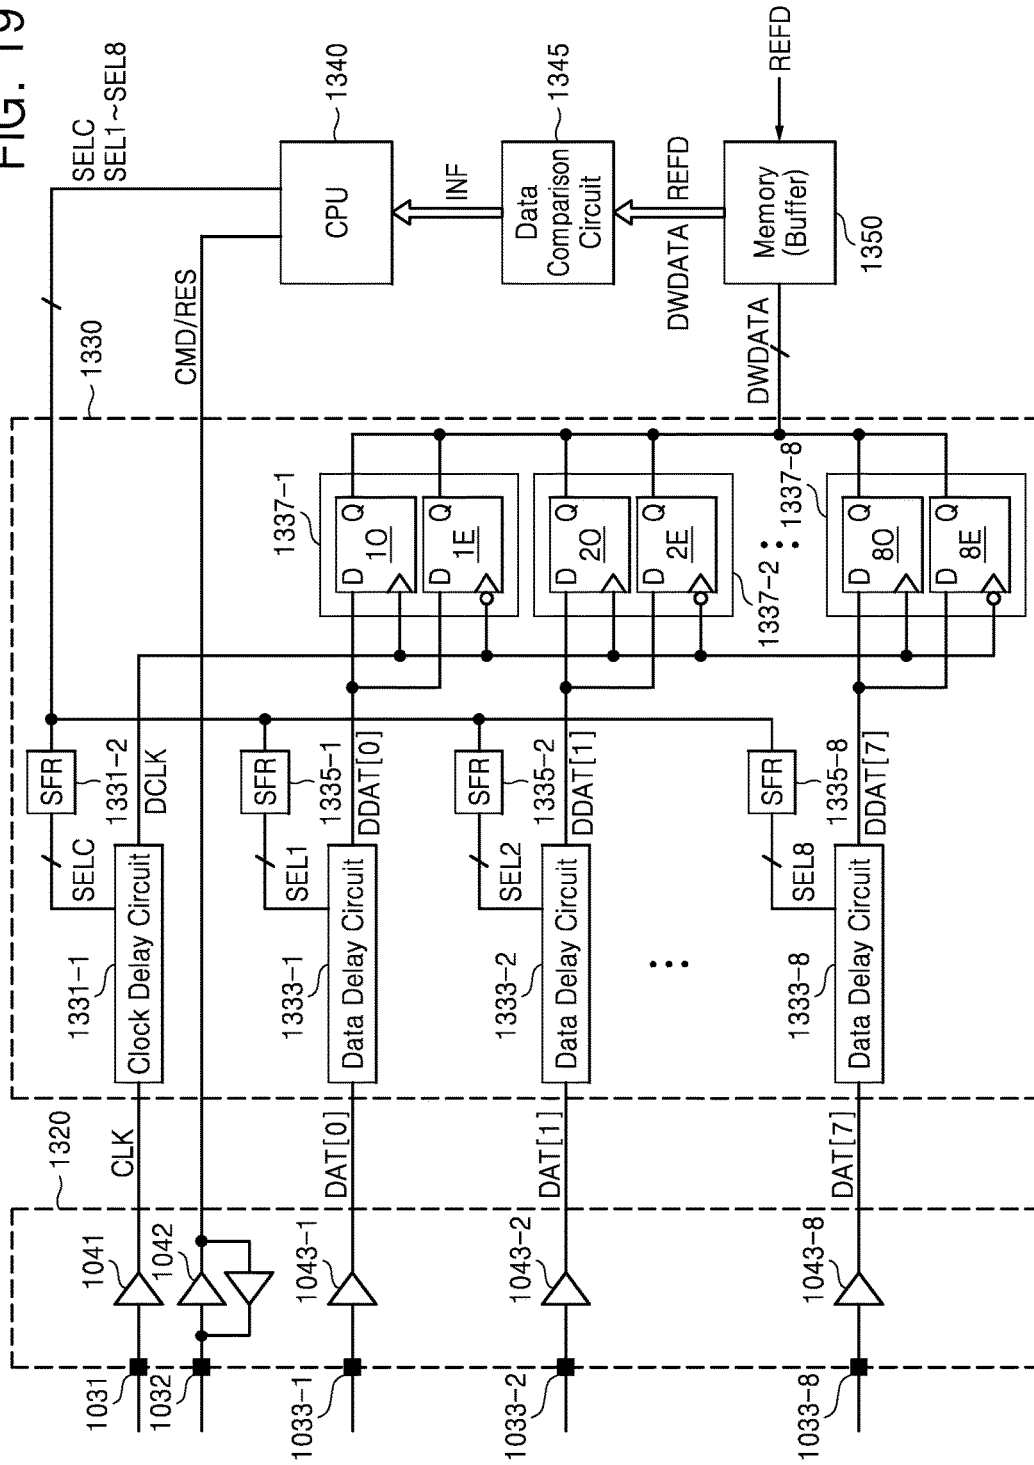 FIG. 19
SELC
SEL1~SEL8
1340
1345
REFD
CPU
INF
Data
Comparison
Circuit
DWDATA REFD
Memory
(Buffer)
1350
CMD/RES
1330
DWDATA
1337-1
D Q
1O
D Q
1E
D Q
2O
D Q
2E
1337-2
1337-8
D Q
8O
D Q
8E
SFR
1331-2
DCLK
SELC
SFR
1335-1
DDAT[0]
SEL1
SFR
1335-2
DDAT[1]
SEL2
SFR
1335-8
DDAT[7]
SEL8
1331-1
Clock Delay Circuit
1333-1
Data Delay Circuit
1333-2
Data Delay Circuit
1333-8
Data Delay Circuit
1320
CLK
DAT[0]
DAT[1]
DAT[7]
1041
1042
1043-1
1043-2
1043-8
1031
1032
1033-1
1033-2
1033-8